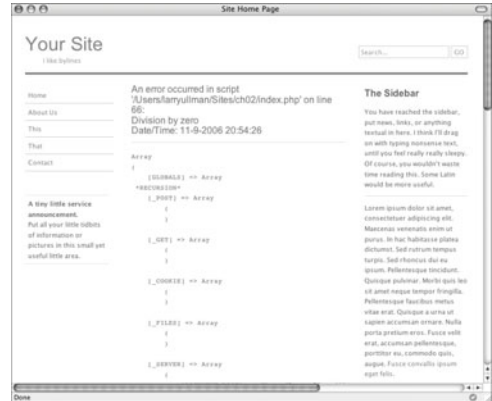 Site Home Page
Your Site
i like bylines
Search...
GO
Home
About Us
This
That
Contact
A tiny little service
announcement.
Put all your little tidbits
of information or
pictures in this small yet
useful little area.
An error occurred in script
'/Users/larryullman/Sites/ch02/index.php' on line
66:
Division by zero
Date/Time: 11-9-2006 20:54:26
Array
(
[GLOBALS] => Array
*RECURSION*
[_POST] => Array
(
)
[_GET] => Array
(
)
[_COOKIE] => Array
(
)
[_FILES] => Array
(
)
[_SERVER] => Array
(
The Sidebar
You have reached the sidebar,
put news, links, or anything
textual in here. I think I'll drag
on with typing nonsense text,
until you feel really really sleepy.
Of course, you wouldn't waste
time reading this. Some Latin
would be more useful.
Lorem ipsum dolor sit amet,
consectetuer adipiscing elit.
Maecenas venenatis enim ut
purus. In hac habitasse platea
dictumst. Sed rutrum tempus
turpis. Sed rhoncus dui eu
ipsum. Pellentesque tincidunt.
Quisque pulvinar. Morbi quis leo
sit amet neque tempor fringilla.
Pellentesque faucibus metus
vitae erat. Quisque a urna ut
sapien accumsan ornare. Nulla
porta pretium eros. Fusce velit
erat, accumsan pellentesque,
porttitor eu, commodo quis,
augue. Fusce convallis ipsum
eget felis.
Done